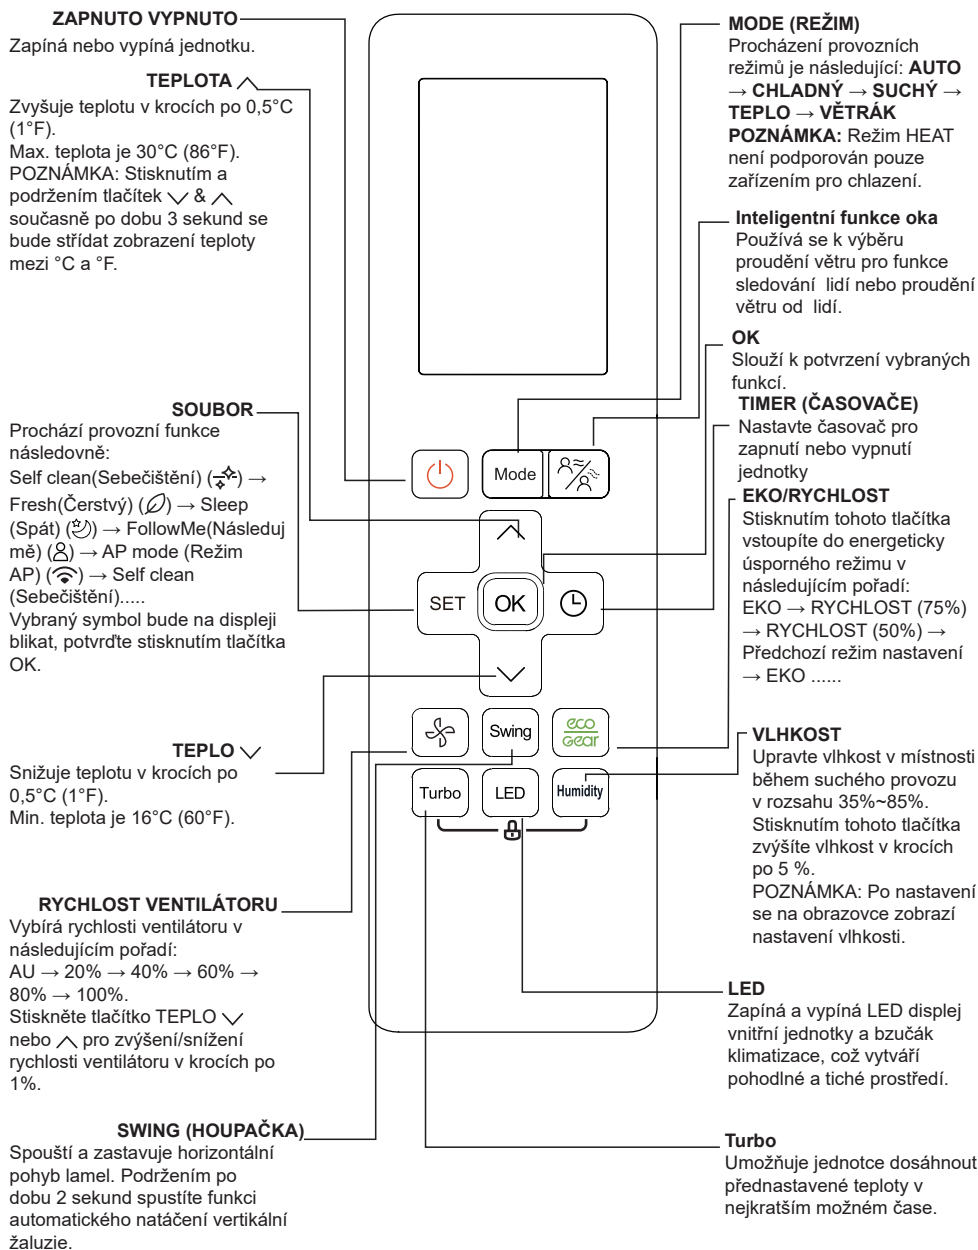 ZAPNUTO VYPNUTO
Zapíná nebo vypíná jednotku.
TEPLOTA
Zvyšuje teplotu v krocích po 0,5°C
(1°F).
Max. teplota je 30°C (86°F).
POZNÁMKA: Stisknutím a
podržením tlačítek & 
současně po dobu 3 sekund se
bude střídat zobrazení teploty
mezi °C a °F.
SOUBOR
Prochází provozní funkce
následovně:
Self clean(Sebečištění) ( ) →
Fresh(Čerstvý) ( ) → Sleep
(Spát) ( ) → FollowMe(Následuj
mě) ( ) → AP mode (Režim
AP) ( ) → Self clean
(Sebečištění).....
Vybraný symbol bude na displeji
blikat, potvrďte stisknutím tlačítka
OK.
TEPLO
Snižuje teplotu v krocích po
0,5°C (1°F).
Min. teplota je 16°C (60°F).
RYCHLOST VENTILÁTORU
Vybírá rychlosti ventilátoru v
následujícím pořadí:
AU → 20% → 40% → 60% →
80% → 100%.
Stiskněte tlačítko TEPLO
nebo pro zvýšení/snížení
rychlosti ventilátoru v krocích po
1%.
SWING (HOUPAČKA)
Spouští a zastavuje horizontální
pohyb lamel. Podržením po
dobu 2 sekund spustíte funkci
automatického natáčení vertikální
žaluzie.
Mode
SET
OK
Swing
eco
Gear
Turbo
LED
Humidity
MODE (REŽIM)
Procházení provozních
režimů je následující: AUTO
→ CHLADNÝ → SUCHÝ →
TEPLO → VĚTRÁK
POZNÁMKA: Režim HEAT
není podporován pouze
zařízením pro chlazení.
Inteligentní funkce oka
Používá se k výběru
proudění větru pro funkce
sledování lidí nebo proudění
větru od lidí.
OK
Slouží k potvrzení vybraných
funkcí.
TIMER (ČASOVAČE)
Nastavte časovač pro
zapnutí nebo vypnutí
jednotky
EKO/RYCHLOST
Stisknutím tohoto tlačítka
vstoupíte do energeticky
úsporného režimu v
následujícím pořadí:
EKO → RYCHLOST (75%)
→ RYCHLOST (50%) →
Předchozí režim nastavení
→ EKO ......
VLHKOST
Upravte vlhkost v místnosti
během suchého provozu
v rozsahu 35%~85%.
Stisknutím tohoto tlačítka
zvýšíte vlhkost v krocích
po 5 %.
POZNÁMKA: Po nastavení
se na obrazovce zobrazí
nastavení vlhkosti.
LED
Zapíná a vypíná LED displej
vnitřní jednotky a bzučák
klimatizace, což vytváří
pohodlné a tiché prostředí.
Turbo
Umožňuje jednotce dosáhnout
přednastavené teploty v
nejkratším možném čase.